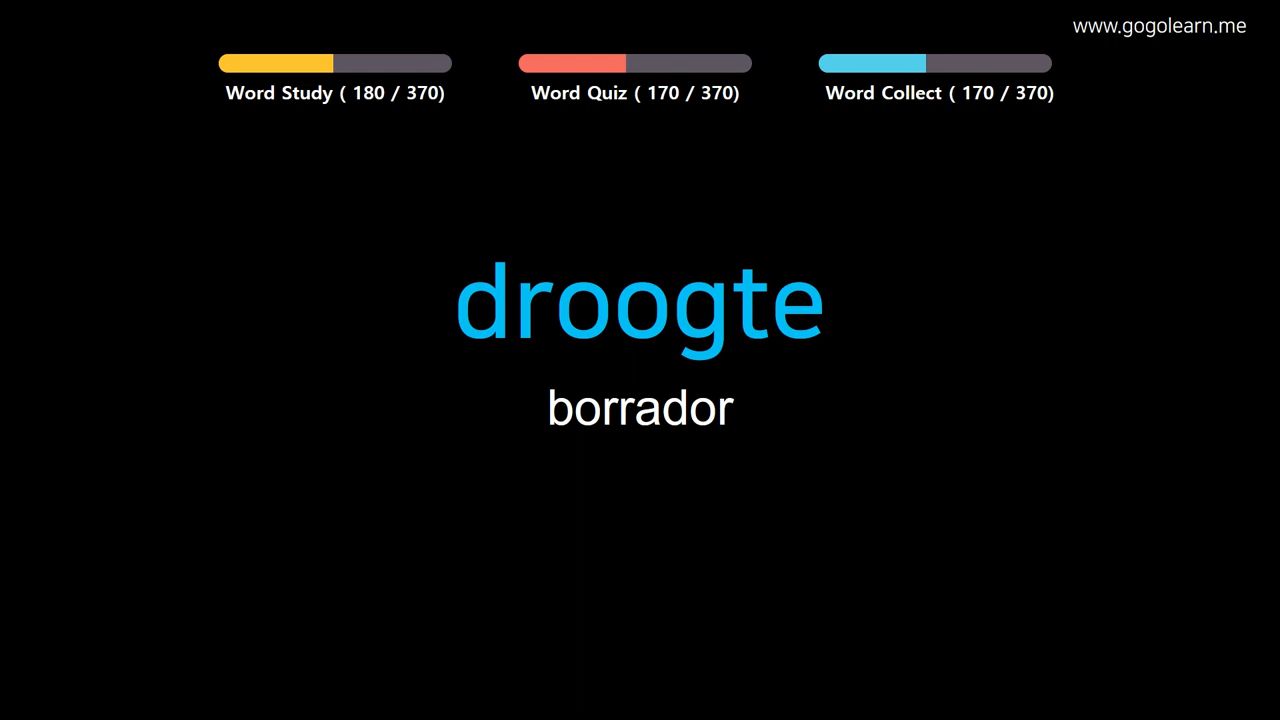 www.gogolearn.me
Word Study ( 180 / 370)
Word Quiz ( 170 / 370)
Word Collect ( 170 / 370)
droogte
borrador